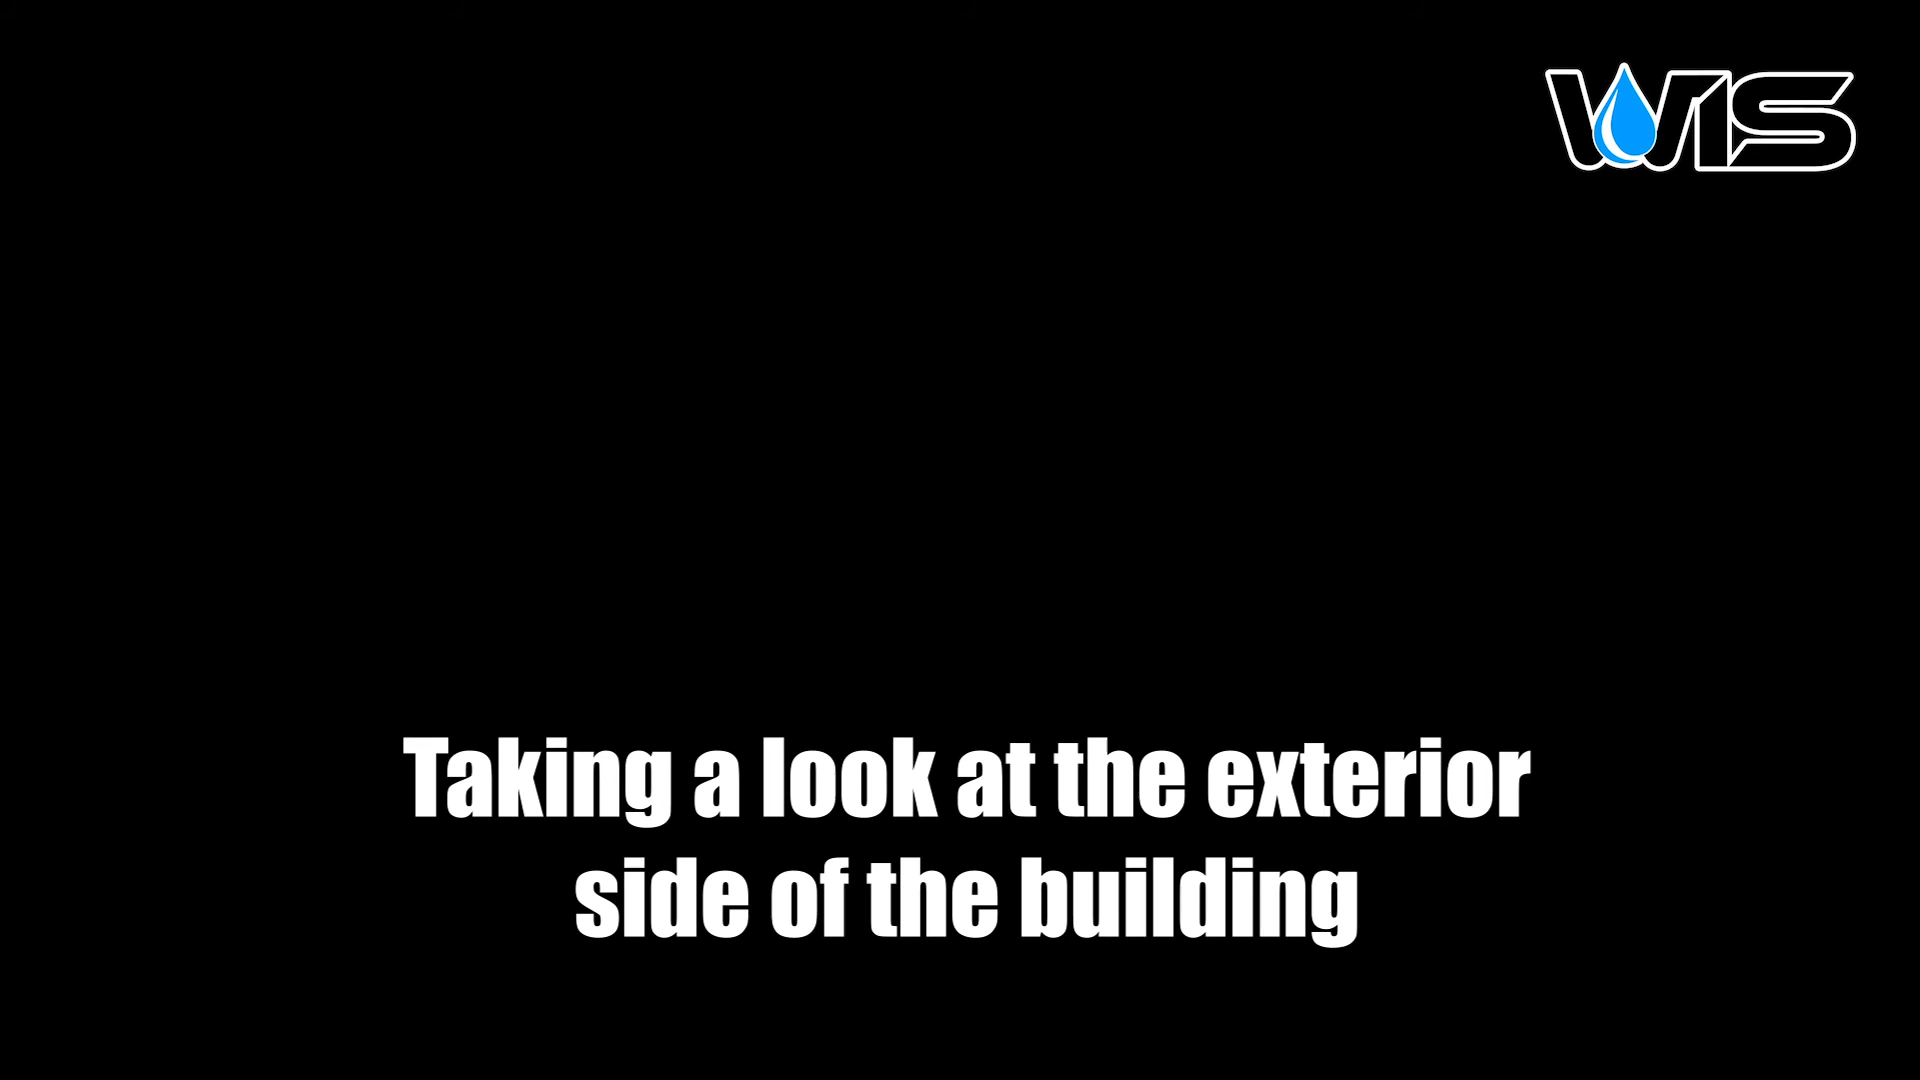 WIS
Taking a look at the exterior
side of the building